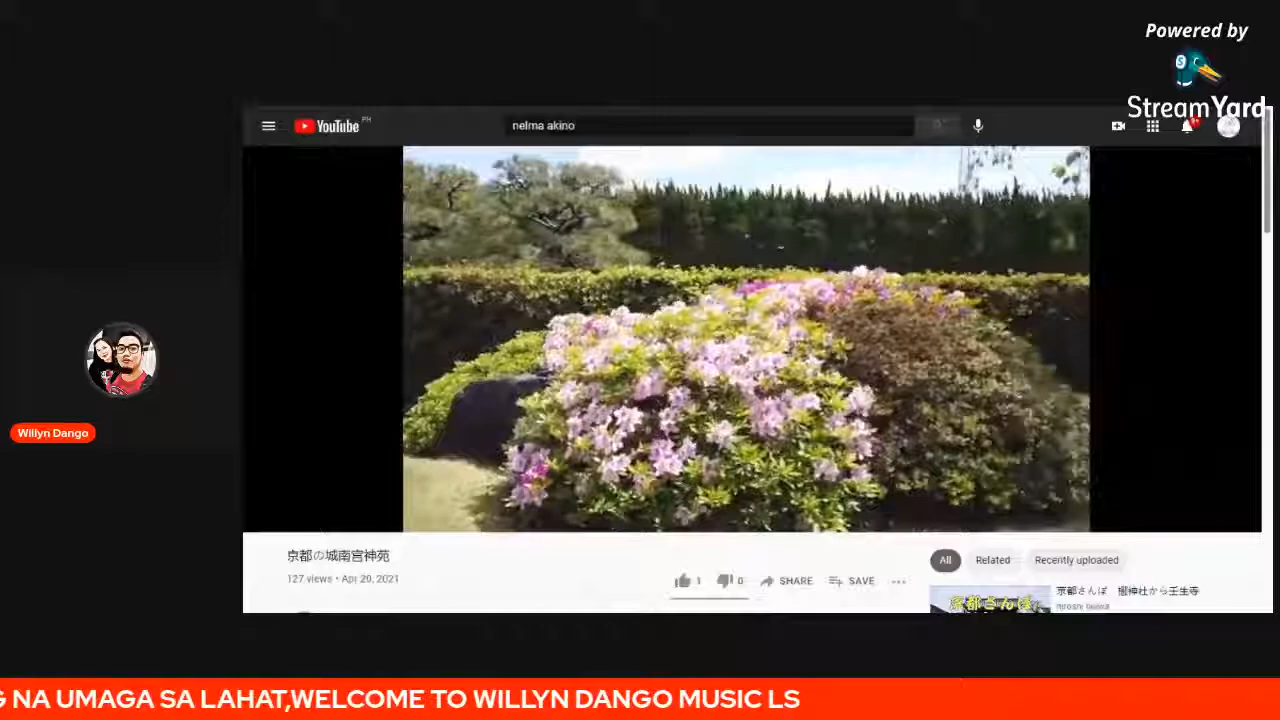 Powered by
StreamYard
YouTube PH
nelma akino
9+
Willyn Dango
京都の城南宮神苑
127 views • Apr 20, 2021
1
0
SHARE
SAVE
All
Related
Recently uploaded
京都さんぽ
NA UMAGA SA LAHAT,WELCOME TO WILLYN DANGO MUSIC LS